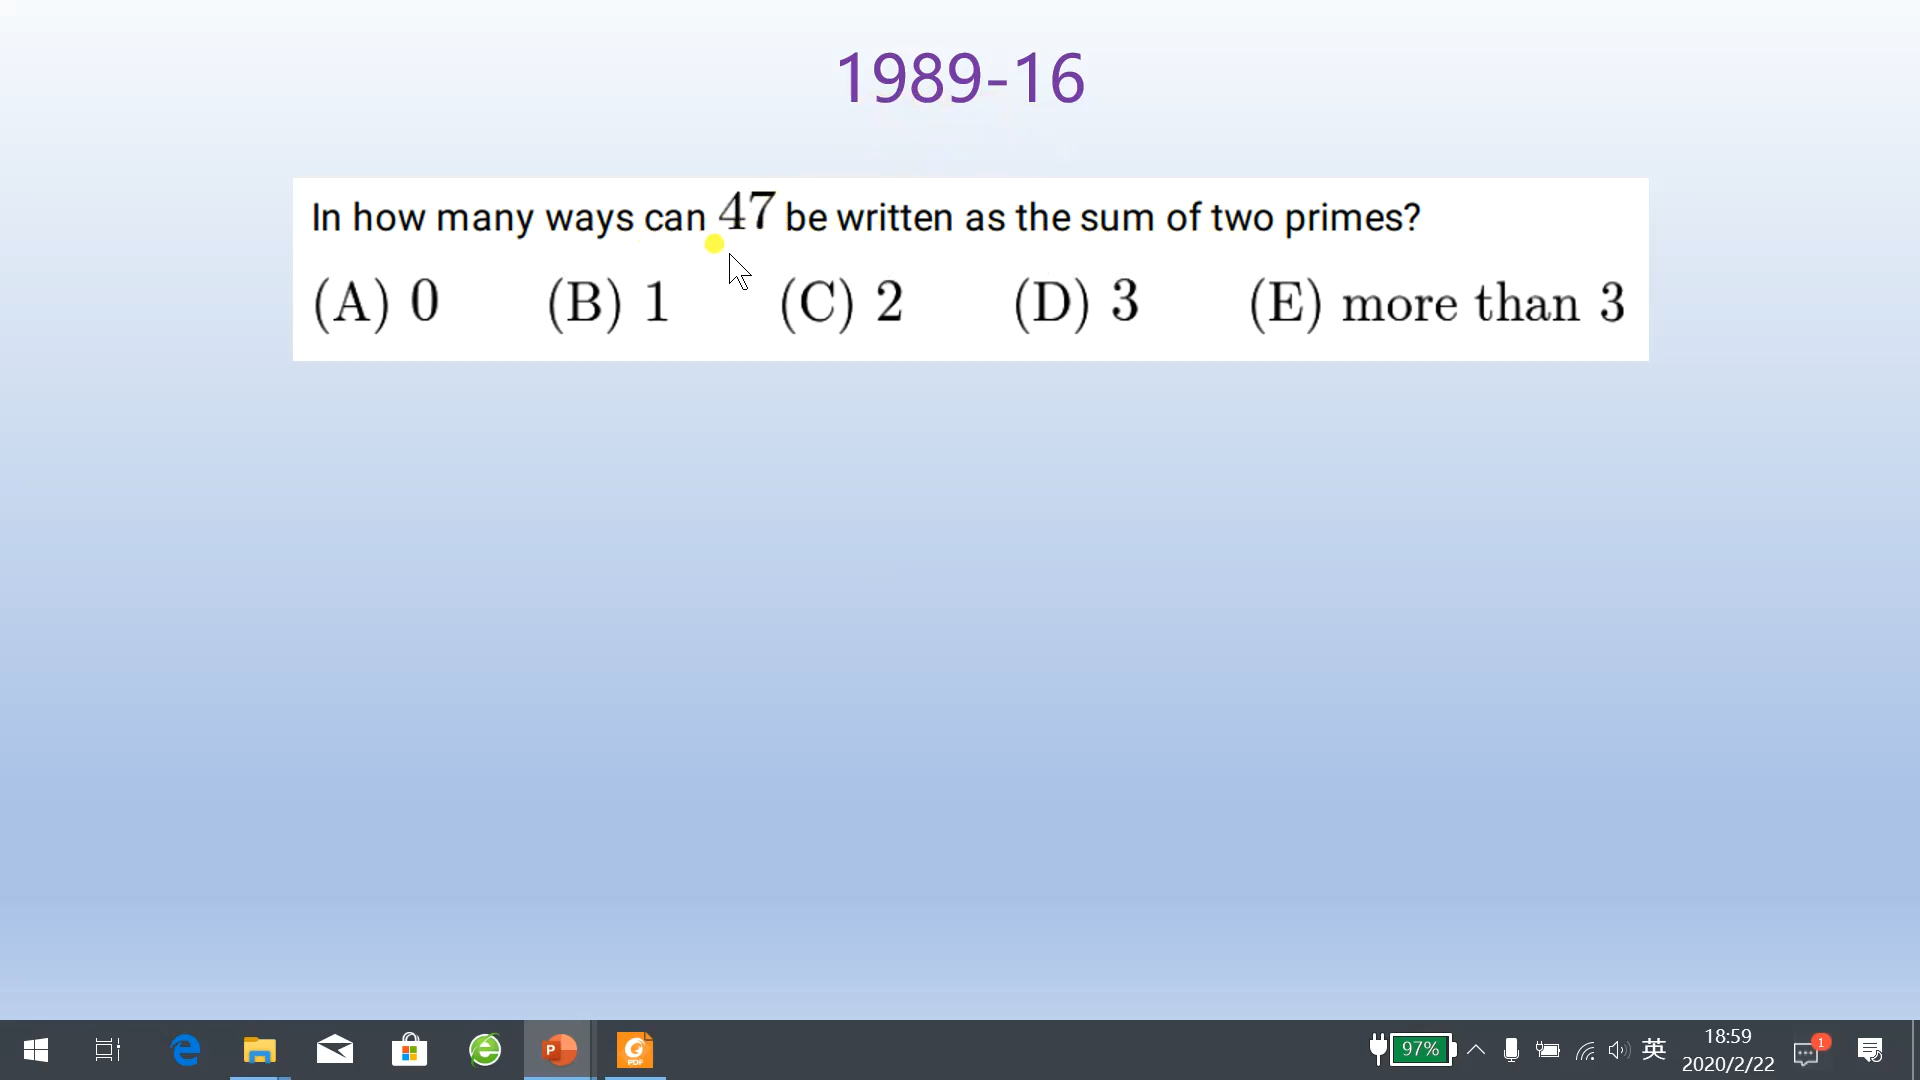 1989-16
In how many ways can 47 be written as the sum of two primes?
(A) 0 (B) 1 (C) 2 (D) 3 (E) more than 3
97%
英
18:59
2020/2/22
1
P
PDF